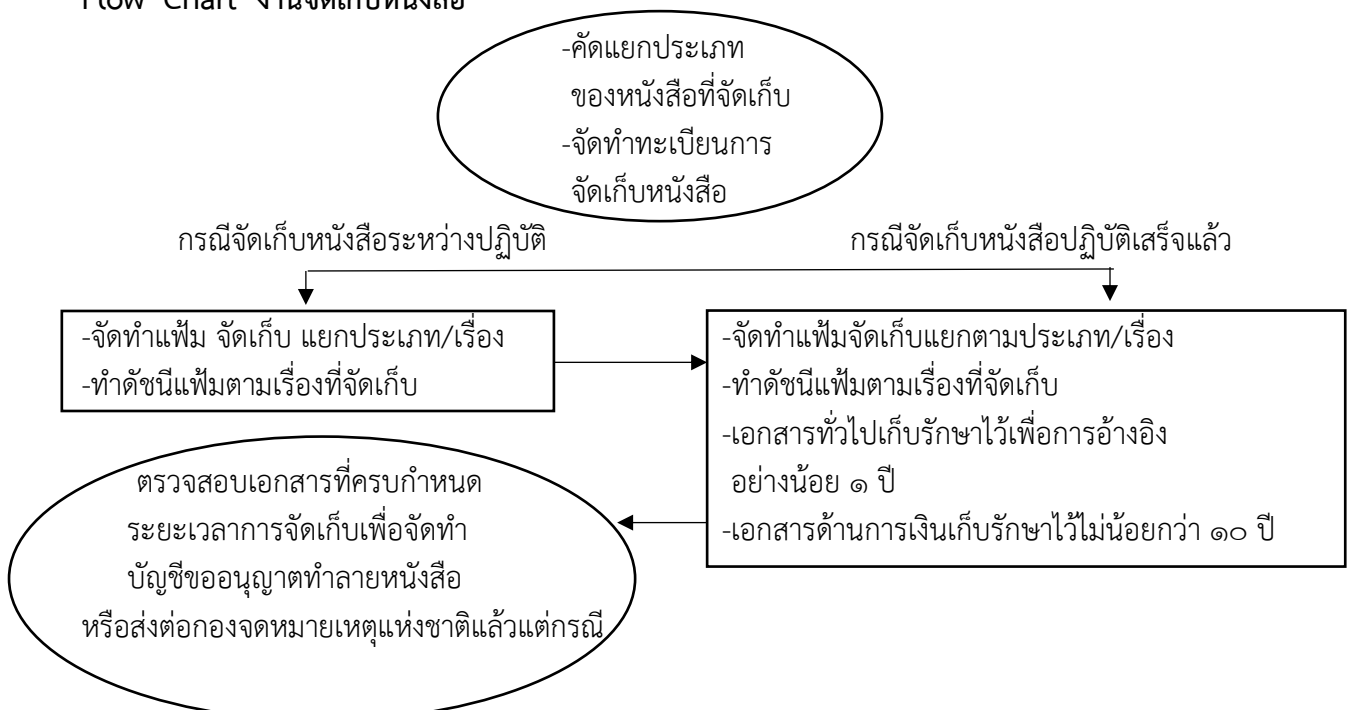 Flow Chart งานจัดเก็บหนังสือ
-คัดแยกประเภท
ของหนังสือที่จัดเก็บ
-จัดทำทะเบียนการ
จัดเก็บหนังสือ
กรณีจัดเก็บหนังสือระหว่างปฏิบัติ
กรณีจัดเก็บหนังสือปฏิบัติเสร็จแล้ว
-จัดทำแฟ้ม จัดเก็บ แยกประเภท/เรื่อง
-ทำดัชนีแฟ้มตามเรื่องที่จัดเก็บ
-จัดทำแฟ้มจัดเก็บแยกตามประเภท/เรื่อง
-ทำดัชนีแฟ้มตามเรื่องที่จัดเก็บ
-เอกสารทั่วไปเก็บรักษาไว้เพื่อการอ้างอิง
อย่างน้อย ๑ ปี
-เอกสารด้านการเงินเก็บรักษาไว้ไม่น้อยกว่า ๑๐ ปี
ตรวจสอบเอกสารที่ครบกำหนด
ระยะเวลาการจัดเก็บเพื่อจัดทำ
บัญชีขออนุญาตทำลายหนังสือ
หรือส่งต่อกองจดหมายเหตุแห่งชาติแล้วแต่กรณี